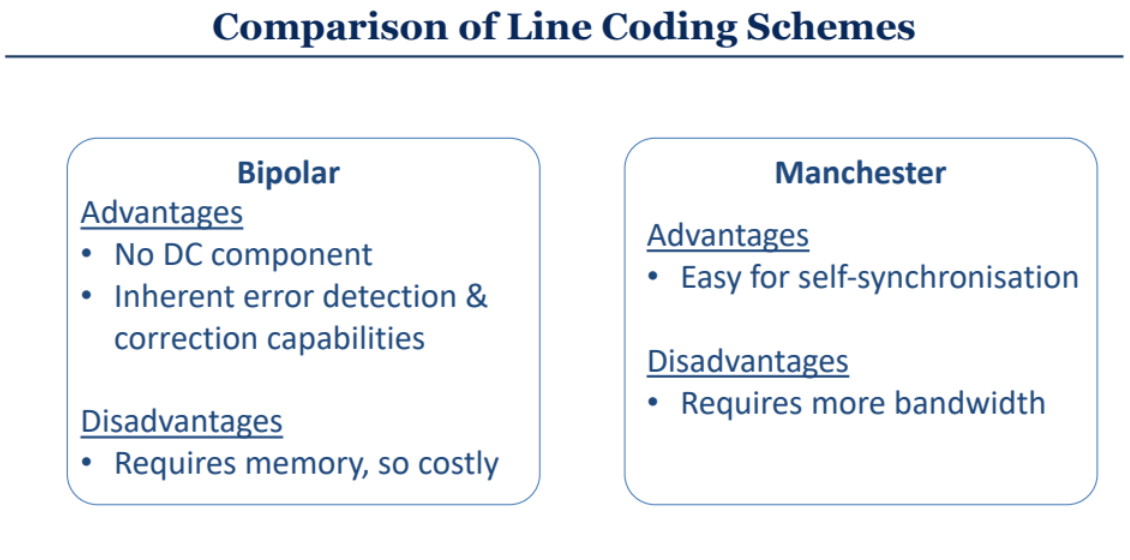 Comparison of Line Coding Schemes
Bipolar
Advantages
• No DC component
• Inherent error detection &
correction capabilities
Disadvantages
• Requires memory, so costly
Manchester
Advantages
• Easy for self-synchronisation
Disadvantages
• Requires more bandwidth